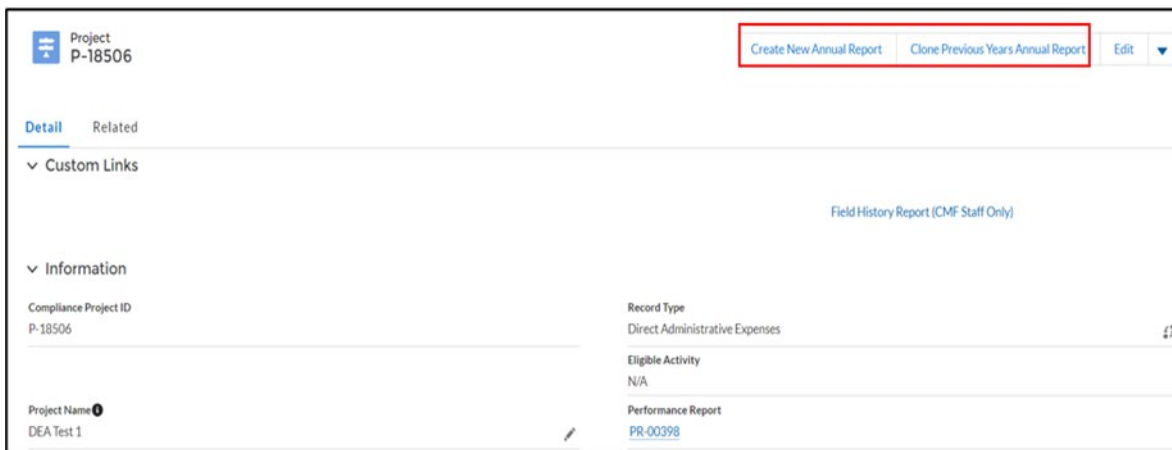 Project
P-18506
Create New Annual Report
Clone Previous Years Annual Report
Edit
Detail
Related
Custom Links
Field History Report (CMF Staff Only)
Information
Compliance Project ID
P-18506
Record Type
Direct Administrative Expenses
Eligible Activity
N/A
Project Name
DEA Test 1
Performance Report
PR-00398